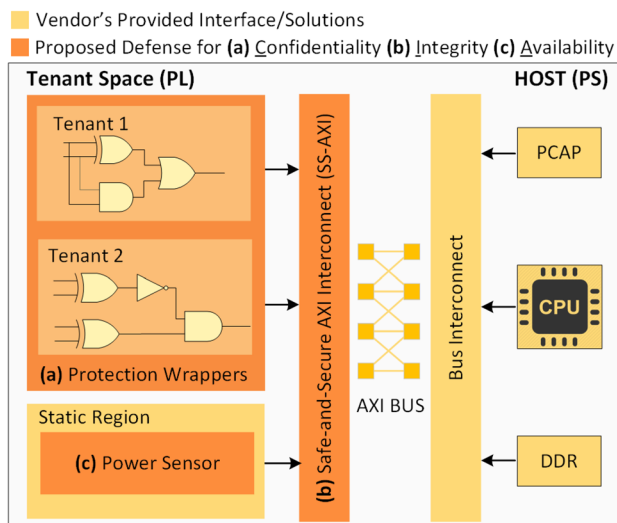 Vendor's Provided Interface/Solutions
Proposed Defense for (a) Confidentiality (b) Integrity (c) Availability
Tenant Space (PL)
HOST (PS)
Tenant 1
Tenant 2
(a) Protection Wrappers
Static Region
(c) Power Sensor
(b) Safe-and-Secure AXI Interconnect (SS-AXI)
AXI BUS
Bus Interconnect
PCAP
CPU
DDR